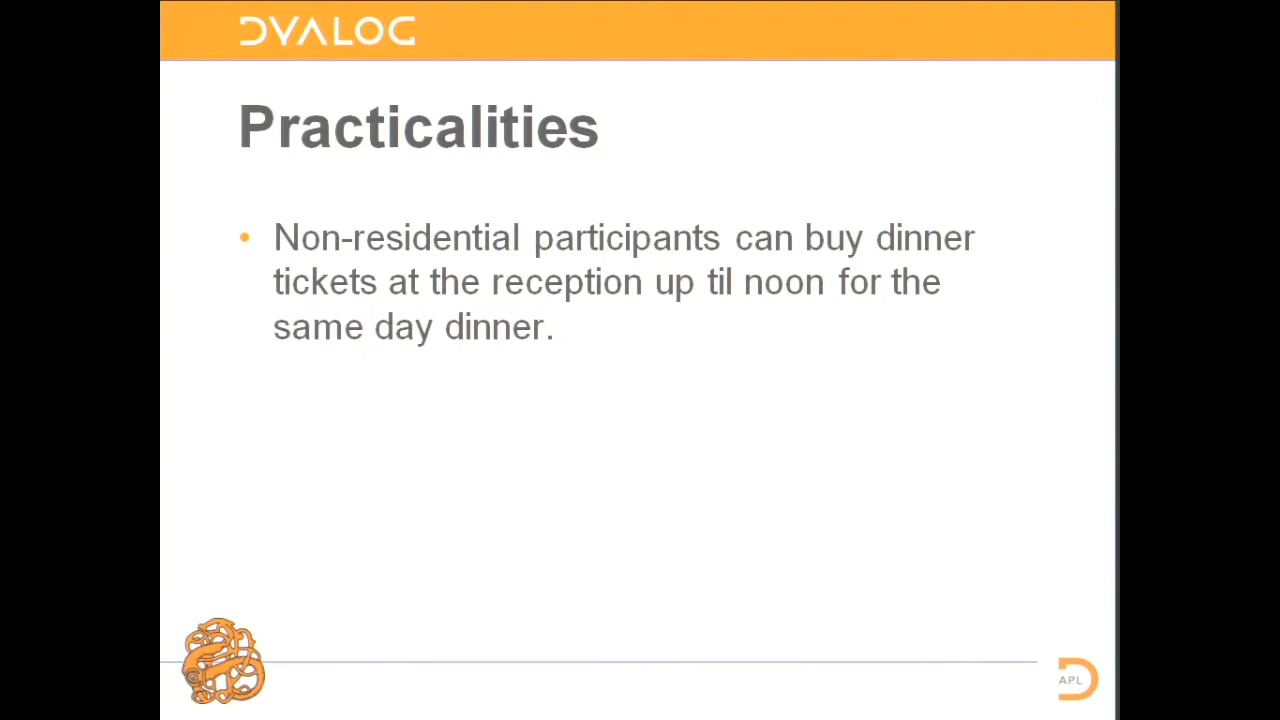 DYALOG
Practicalities
• Non-residential participants can buy dinner
tickets at the reception up til noon for the
same day dinner.
APL